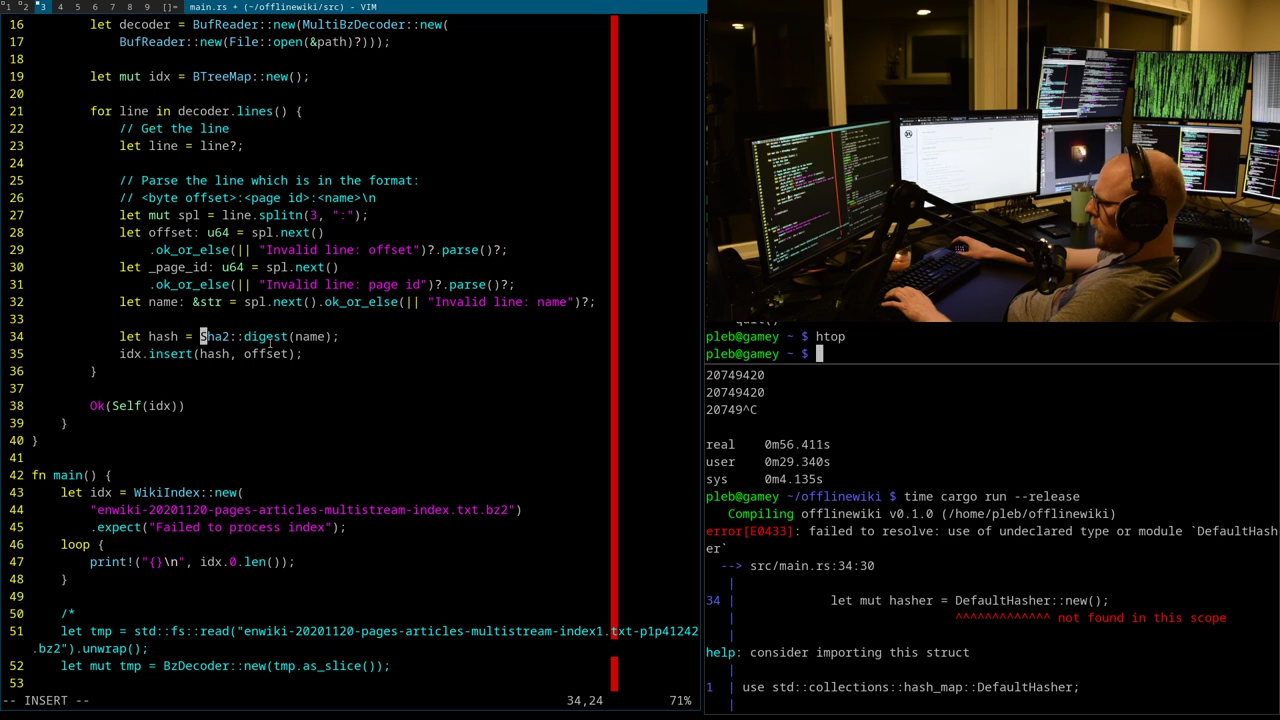 1 2 3 4 5 6 7 8 9 []= main.rs + (~/offlinewiki/src) - VIM
16 let decoder = BufReader::new(MultiBzDecoder::new(
17 BufReader::new(File::open(&path)?)));
18
19 let mut idx = BTreeMap::new();
20
21 for line in decoder.lines() {
22 // Get the line
23 let line = line?;
24
25 // Parse the line which is in the format:
26 // <byte offset>:<page id>:<name>\n
27 let mut spl = line.splitn(3, ":");
28 let offset: u64 = spl.next()
29 .ok_or_else(|| "Invalid line: offset")?.parse()?;
30 let _page_id: u64 = spl.next()
31 .ok_or_else(|| "Invalid line: page id")?.parse()?;
32 let name: &str = spl.next().ok_or_else(|| "Invalid line: name")?;
33
34 let hash = Sha2::digest(name);
35 idx.insert(hash, offset);
36 }
37
38 Ok(Self(idx))
39 }
40 }
41
42 fn main() {
43 let idx = WikiIndex::new(
44 "enwiki-20201120-pages-articles-multistream-index.txt.bz2")
45 .expect("Failed to process index");
46 loop {
47 print!("{}\n", idx.0.len());
48 }
49
50 /*
51 let tmp = std::fs::read("enwiki-20201120-pages-articles-multistream-index1.txt-p1p41242
.bz2").unwrap();
52 let mut tmp = BzDecoder::new(tmp.as_slice());
53
-- INSERT -- 34,24 71%
quit()
pleb@gamey ~ $ htop
pleb@gamey ~ $
20749420
20749420
20749^C
real 0m56.411s
user 0m29.340s
sys 0m4.135s
pleb@gamey ~/offlinewiki $ time cargo run --release
Compiling offlinewiki v0.1.0 (/home/pleb/offlinewiki)
error[E0433]: failed to resolve: use of undeclared type or module `DefaultHash
er`
--> src/main.rs:34:30
|
34 | let mut hasher = DefaultHasher::new();
| ^^^^^^^^^^^^^ not found in this scope
|
help: consider importing this struct
|
1 | use std::collections::hash_map::DefaultHasher;
|